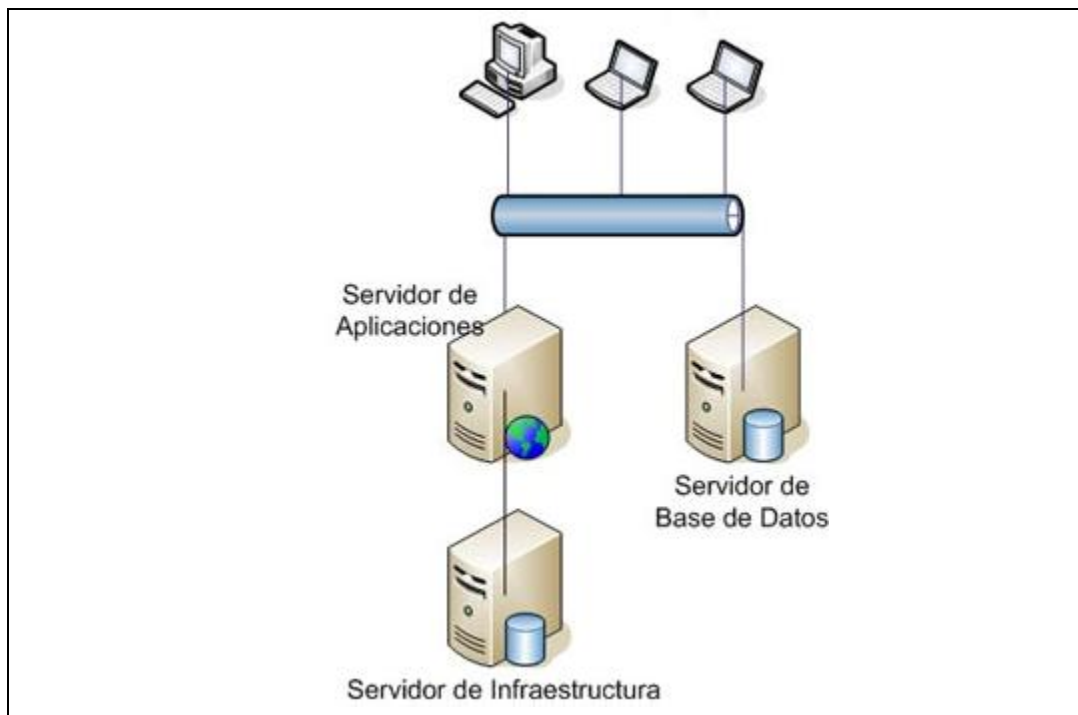 Servidor de
Aplicaciones
Servidor de
Base de Datos
Servidor de Infraestructura